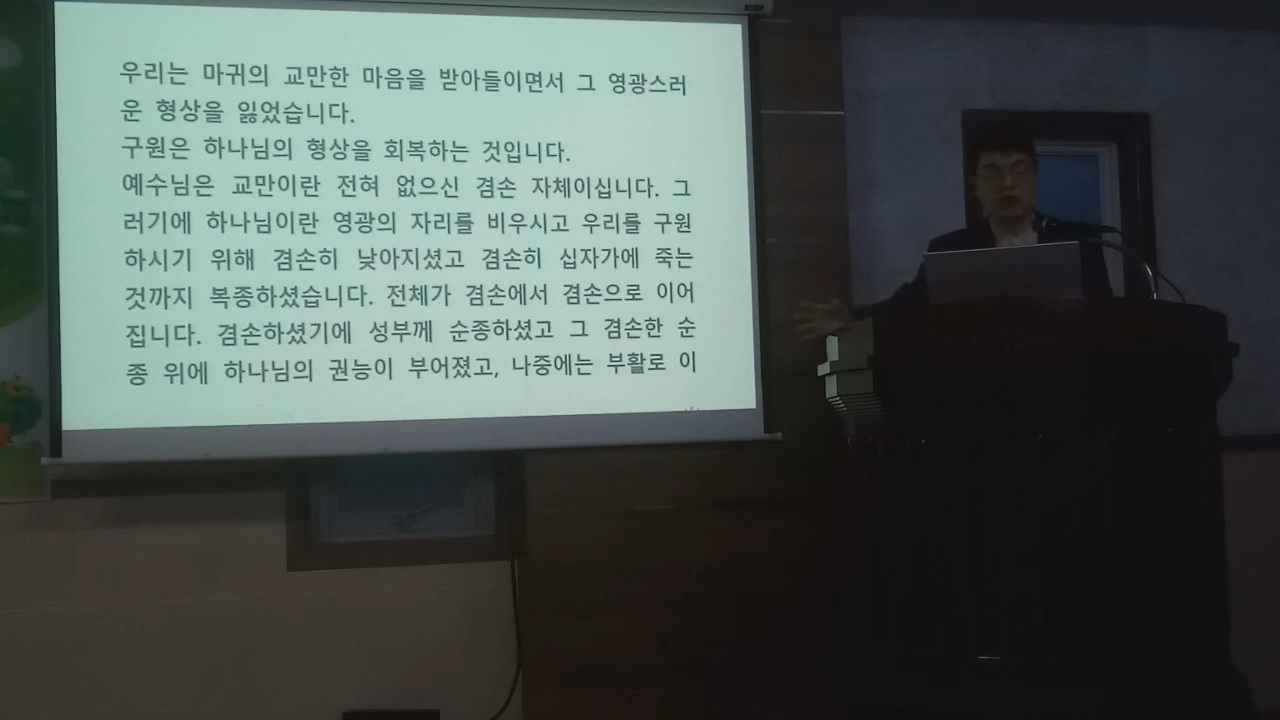 우리는 마귀의 교만한 마음을 받아들이면서 그 영광스러
운 형상을 잃었습니다.
구원은 하나님의 형상을 회복하는 것입니다.
예수님은 교만이란 전혀 없으신 겸손 자체이십니다. 그
러기에 하나님이란 영광의 자리를 비우시고 우리를 구원
하시기 위해 겸손히 낮아지셨고 겸손히 십자가에 죽는
것까지 복종하셨습니다. 전체가 겸손에서 겸손으로 이어
집니다. 겸손하셨기에 성부께 순종하셨고 그 겸손한 순
종 위에 하나님의 권능이 부어졌고, 나중에는 부활로 이